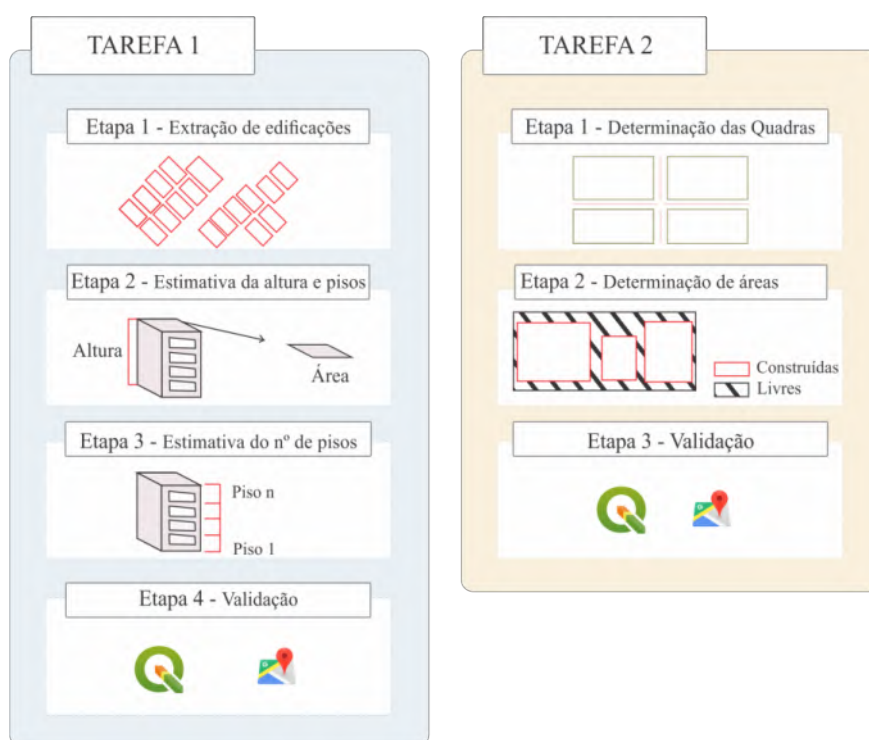 TAREFA 1
Etapa 1 - Extração de edificações
Etapa 2 - Estimativa da altura e pisos
Altura
Área
Etapa 3 - Estimativa do nº de pisos
Piso n
Piso 1
Etapa 4 - Validação
TAREFA 2
Etapa 1 - Determinação das Quadras
Etapa 2 - Determinação de áreas
Construídas
Livres
Etapa 3 - Validação